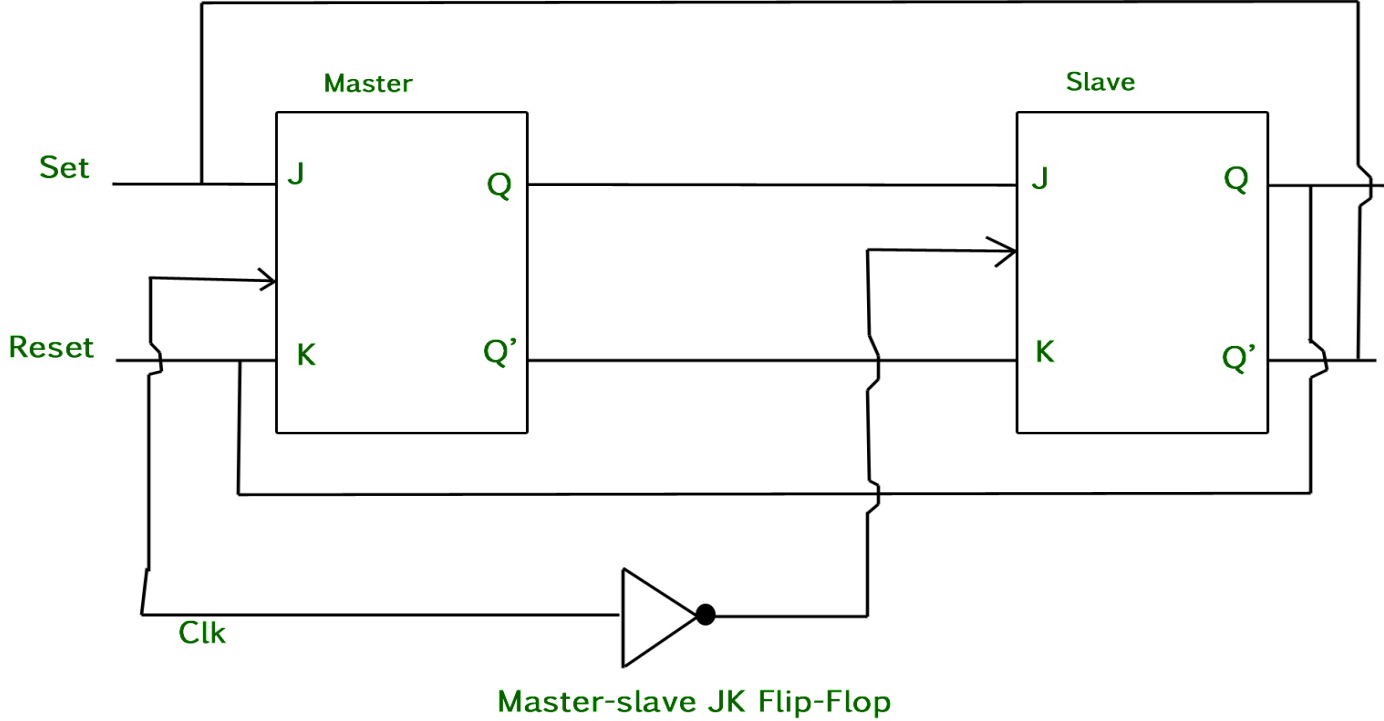 Master
Slave
Set
J
Q
J
Q
Reset
K
Q'
K
Q'
Clk
Master-slave JK Flip-Flop